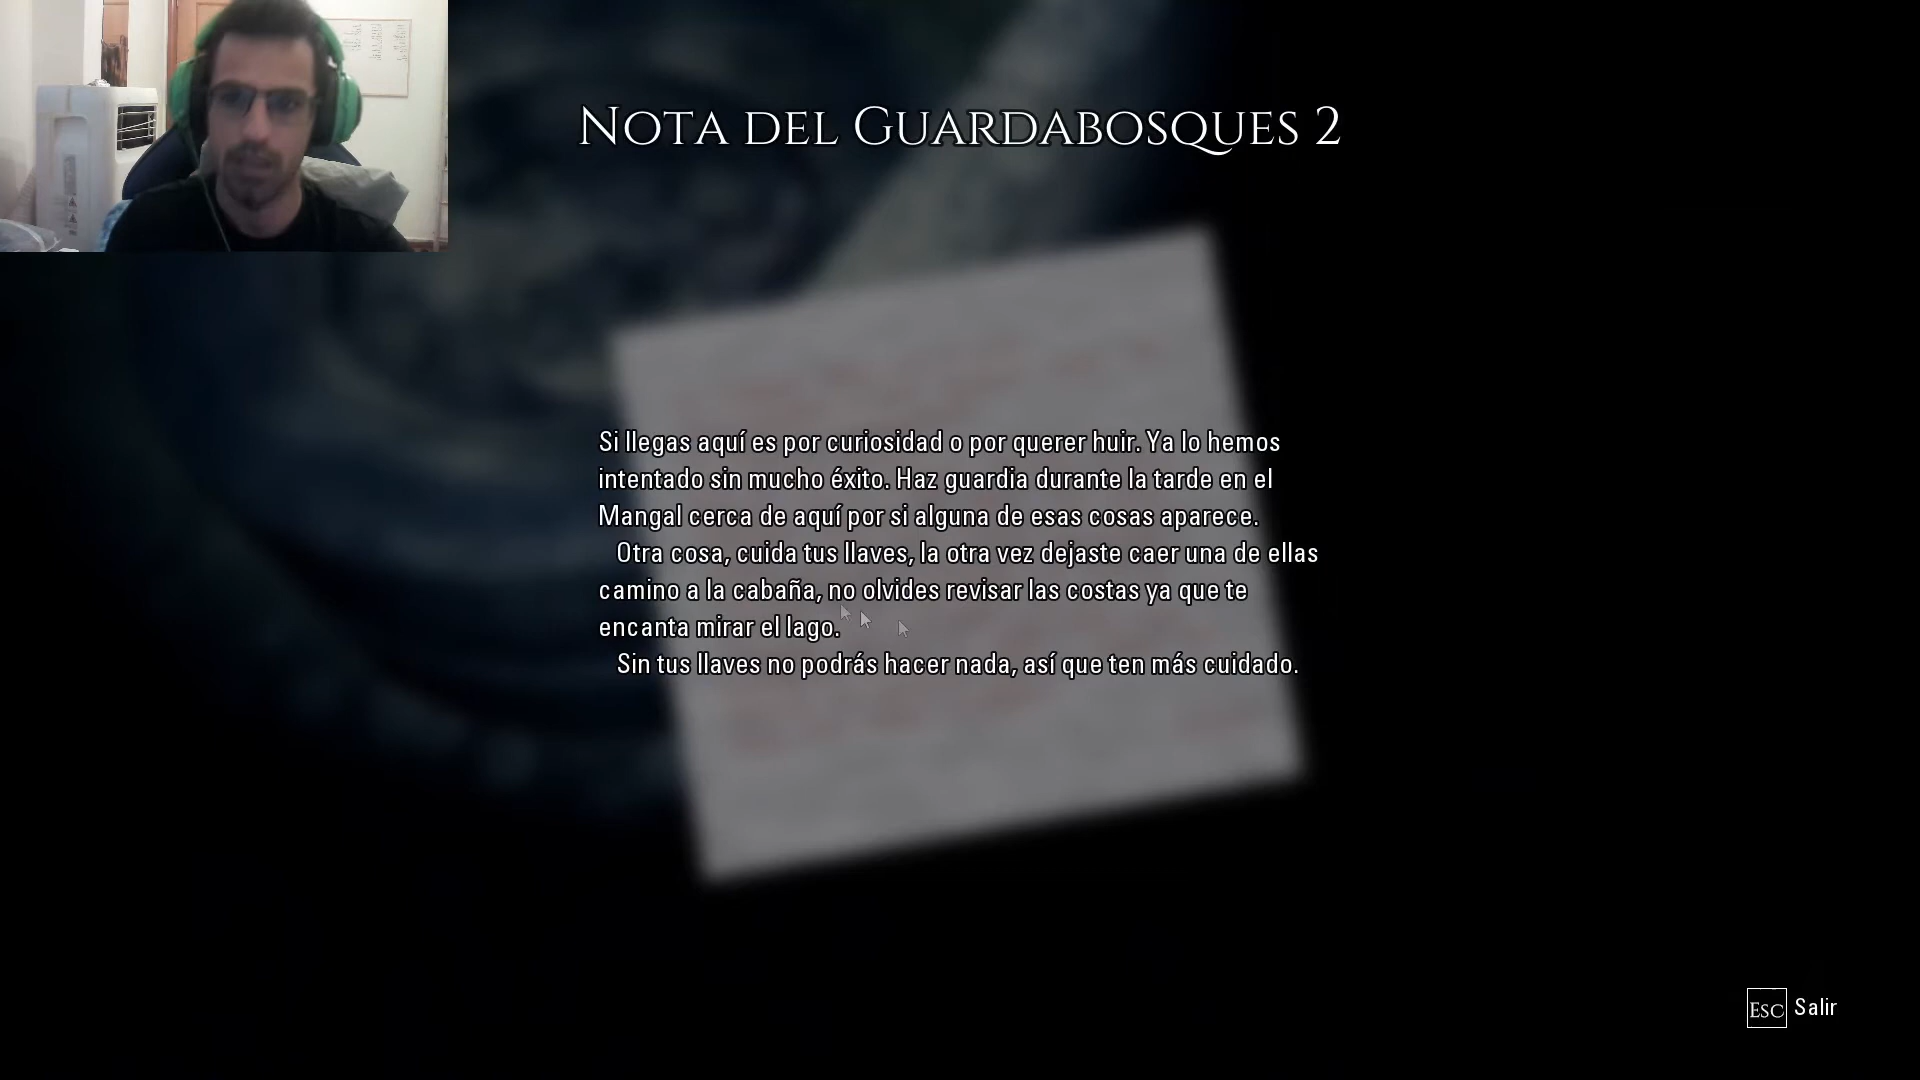 Nota del Guardabosques 2
Si llegas aquí es por curiosidad o por querer huir. Ya lo hemos
intentado sin mucho éxito. Haz guardia durante la tarde en el
Mangal cerca de aquí por si alguna de esas cosas aparece.
Otra cosa, cuida tus llaves, la otra vez dejaste caer una de ellas
camino a la cabaña, no olvides revisar las costas ya que te
encanta mirar el lago.
Sin tus llaves no podrás hacer nada, así que ten más cuidado.
Esc Salir